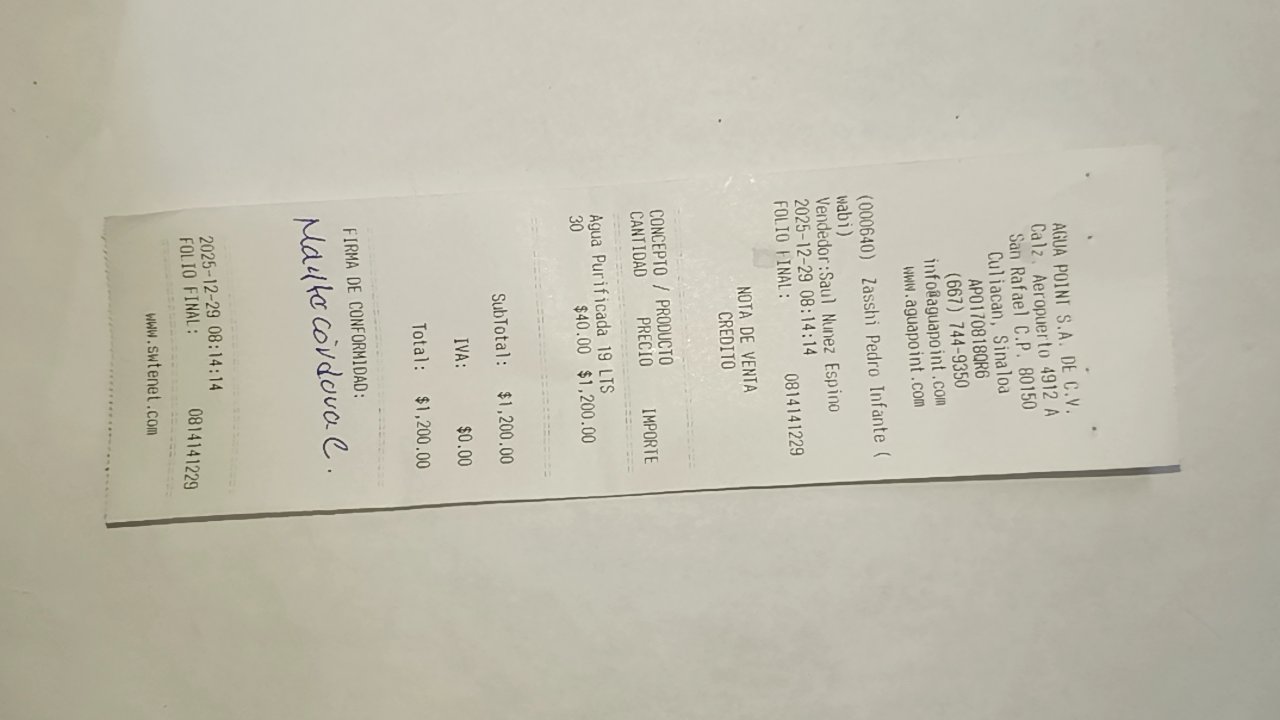 AGUA POINT S.A. DE C.V.
Calz. Aeropuerto 4912 A
San Rafael C.P. 80150
Culiacan, Sinaloa
APO170818QR6
(667) 744-9350
info@aguapoint.com
www.aguapoint.com
(000640) Zasshi Pedro Infante (
wabi)
Vendedor:Saul Nunez Espino
2025-12-29 08:14:14
FOLIO FINAL: 0814141229
NOTA DE VENTA
CREDITO
CONCEPTO / PRODUCTO
CANTIDAD PRECIO IMPORTE
Agua Purificada 19 LTS
30 $40.00 $1,200.00
SubTotal: $1,200.00
IVA: $0.00
Total: $1,200.00
FIRMA DE CONFORMIDAD:
Mayte córdova C.
2025-12-29 08:14:14
FOLIO FINAL: 0814141229
www.swtenet.com